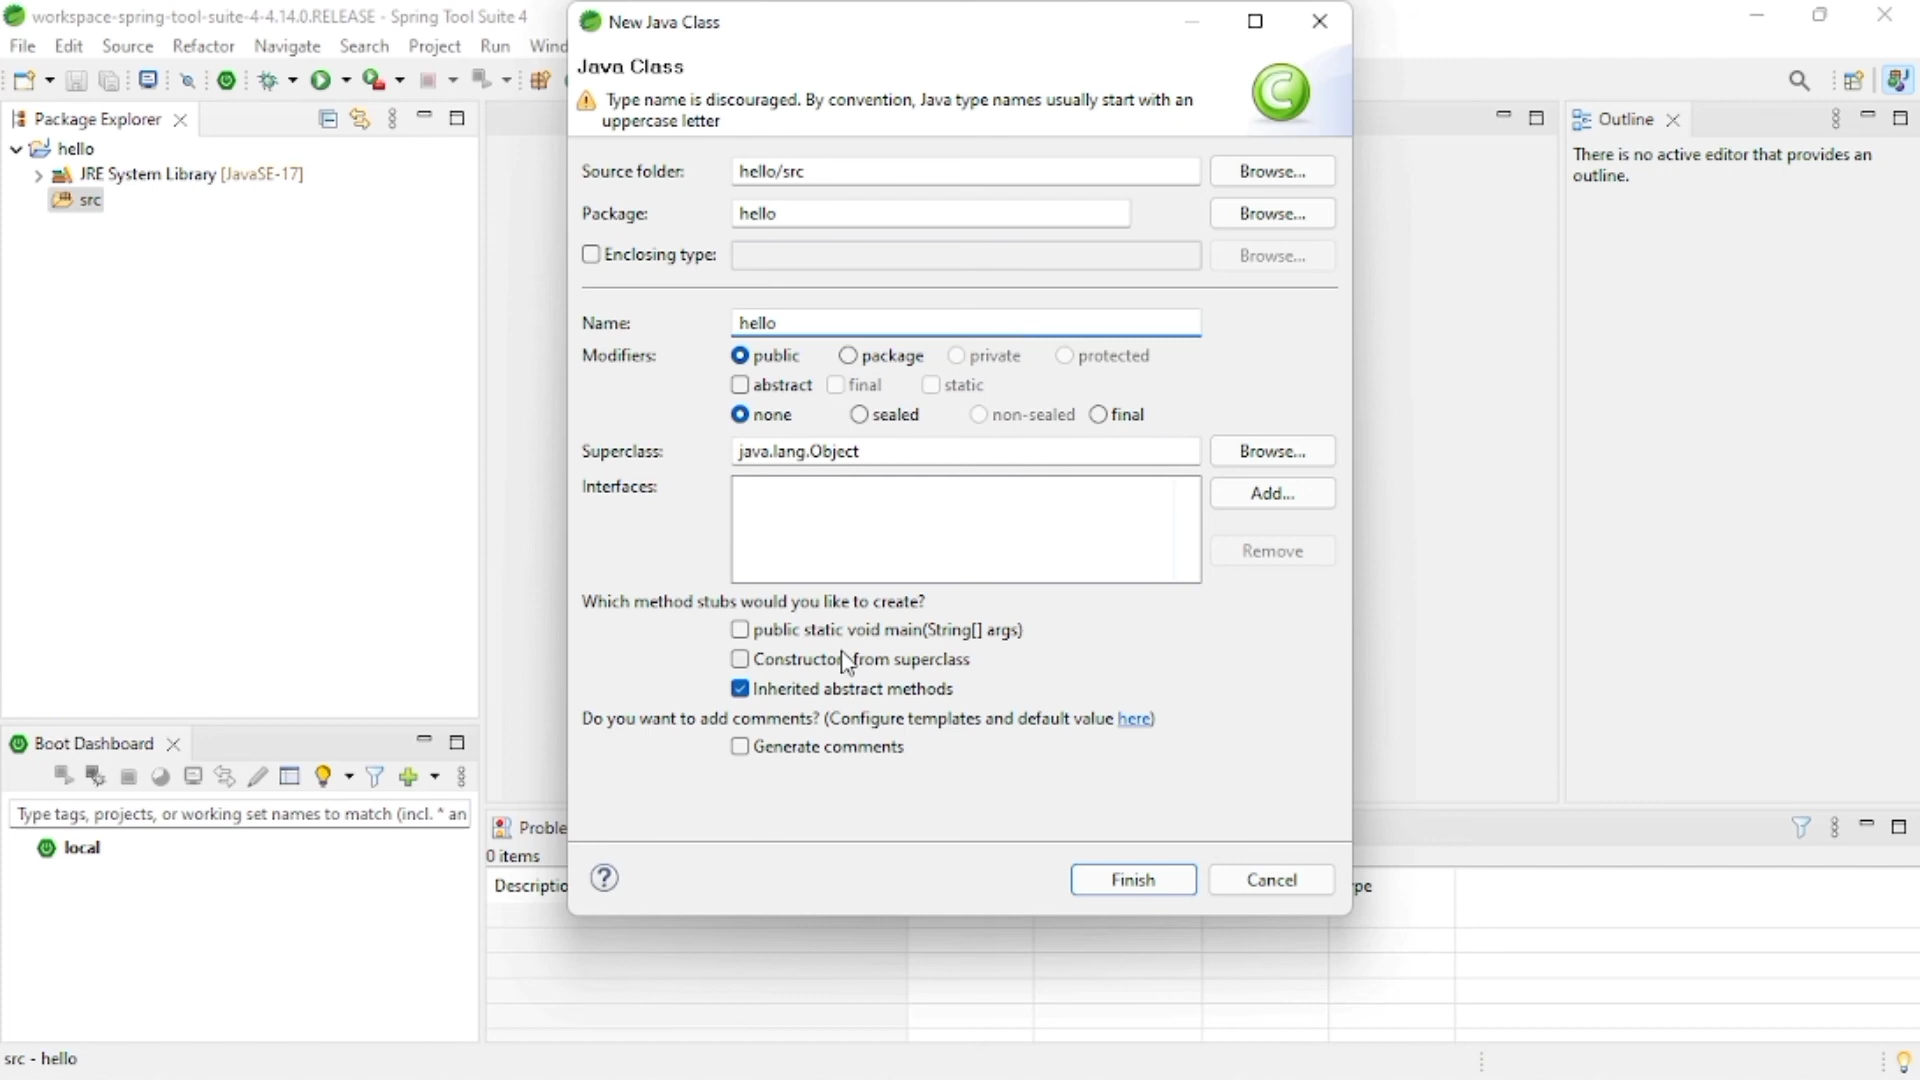 workspace-spring-tool-suite-4-4.14.0.RELEASE - Spring Tool Suite 4
File Edit Source Refactor Navigate Search Project Run Wind
Package Explorer
hello
JRE System Library [JavaSE-17]
src
New Java Class
Java Class
Type name is discouraged. By convention, Java type names usually start with an
uppercase letter
Source folder: hello/src Browse...
Package: hello Browse...
Enclosing type: Browse...
Name: hello
Modifiers: public package private protected
abstract final static
none sealed non-sealed final
Superclass: java.lang.Object Browse...
Interfaces: Add...
Remove
Which method stubs would you like to create?
public static void main(String[] args)
Constructor from superclass
Inherited abstract methods
Do you want to add comments? (Configure templates and default value here)
Generate comments
Finish Cancel
Outline
There is no active editor that provides an
outline.
Boot Dashboard
Type tags, projects, or working set names to match (incl. * an
local
Proble
0 items
Descriptio
ype
src - hello